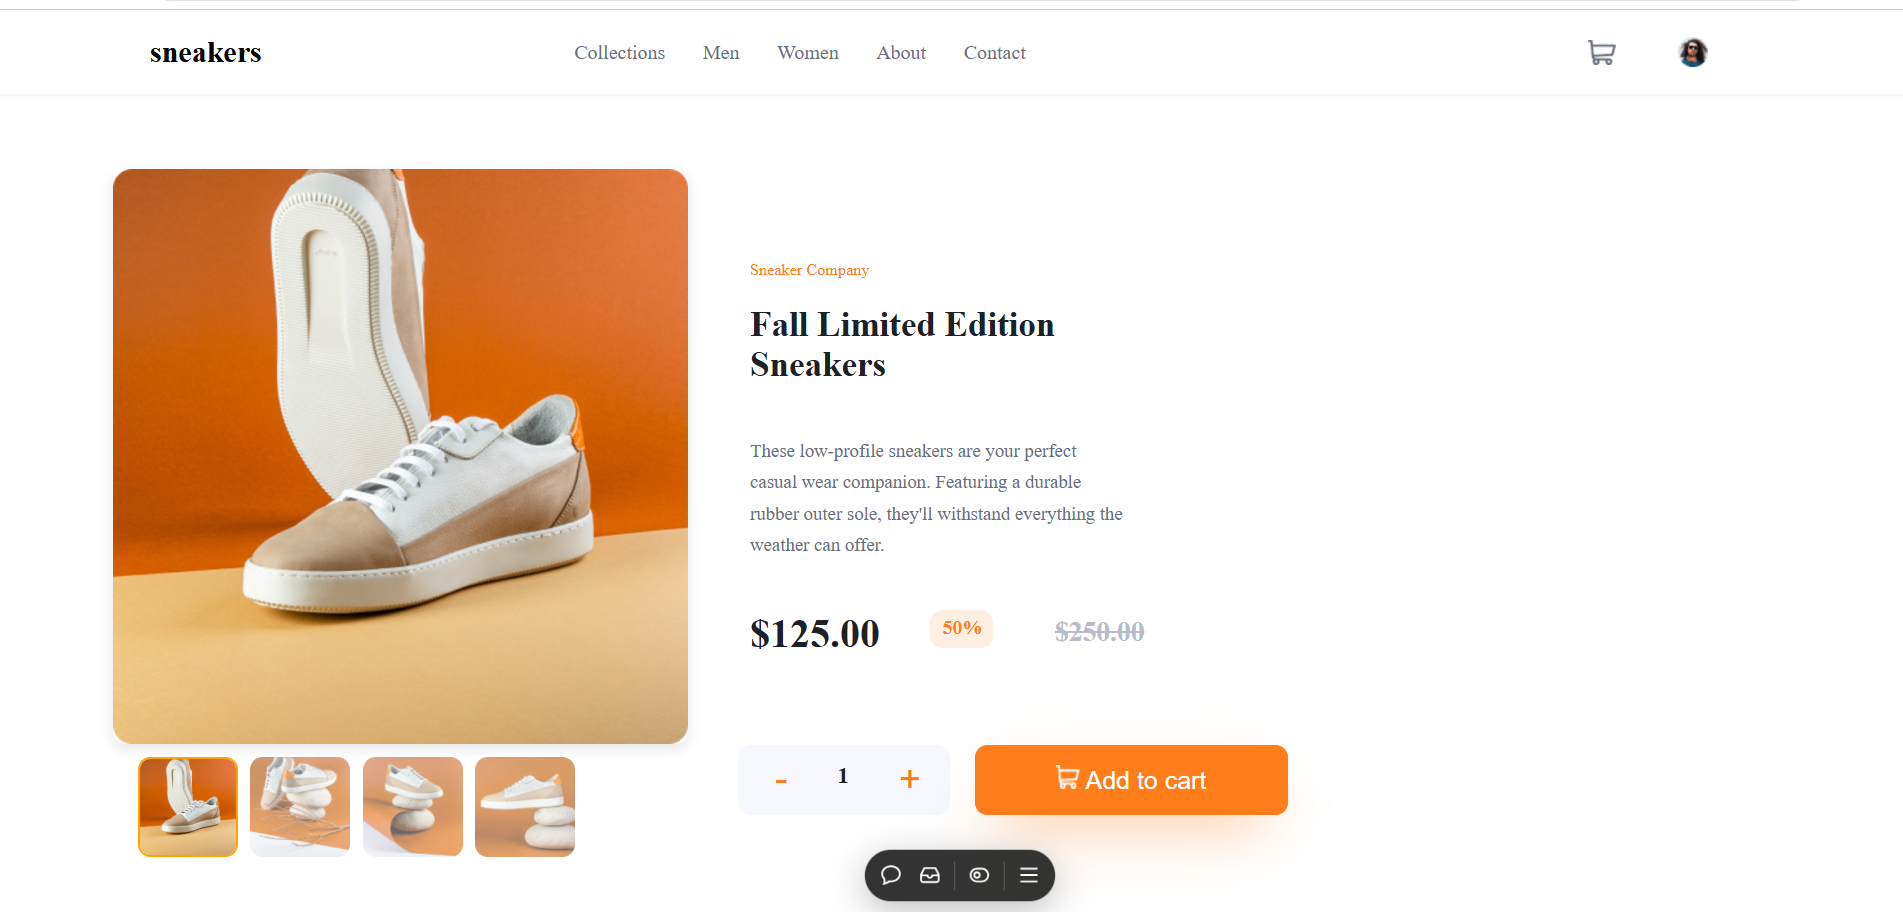 sneakers
Collections Men Women About Contact
Sneaker Company
Fall Limited Edition
Sneakers
These low-profile sneakers are your perfect
casual wear companion. Featuring a durable
rubber outer sole, they'll withstand everything the
weather can offer.
$125.00 50% $250.00
- 1 + Add to cart